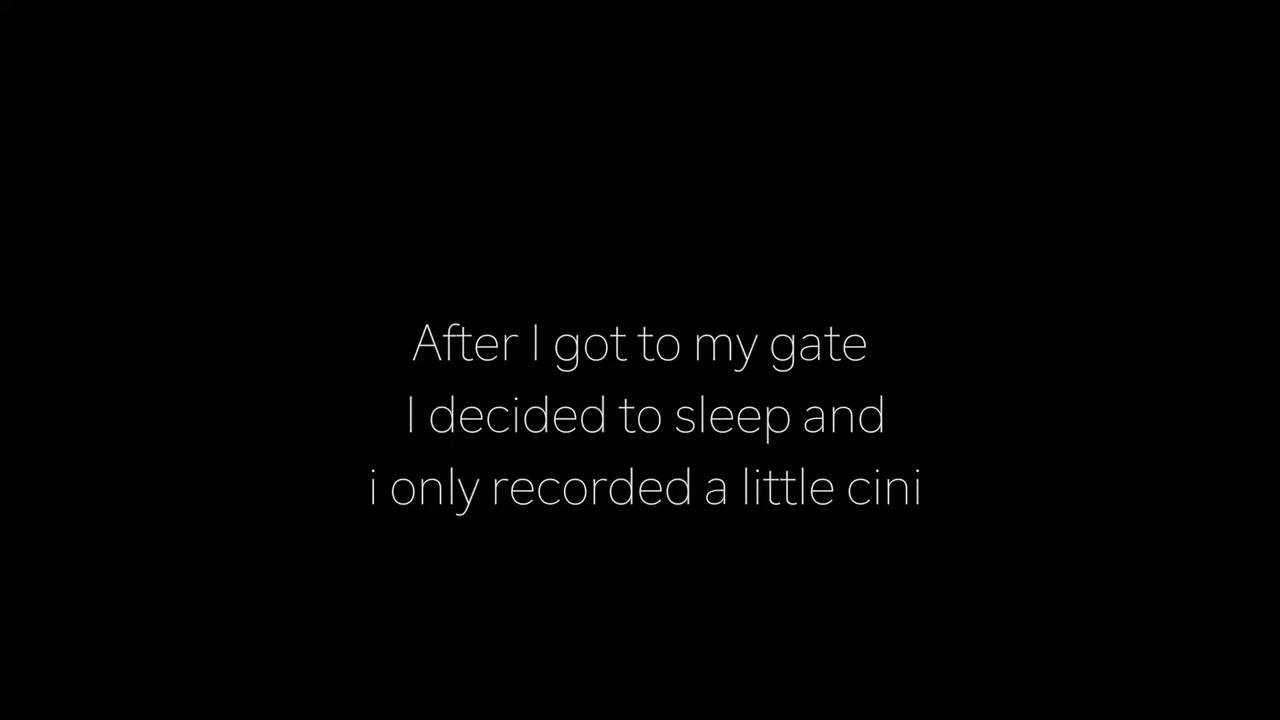 After I got to my gate
I decided to sleep and
i only recorded a little cini